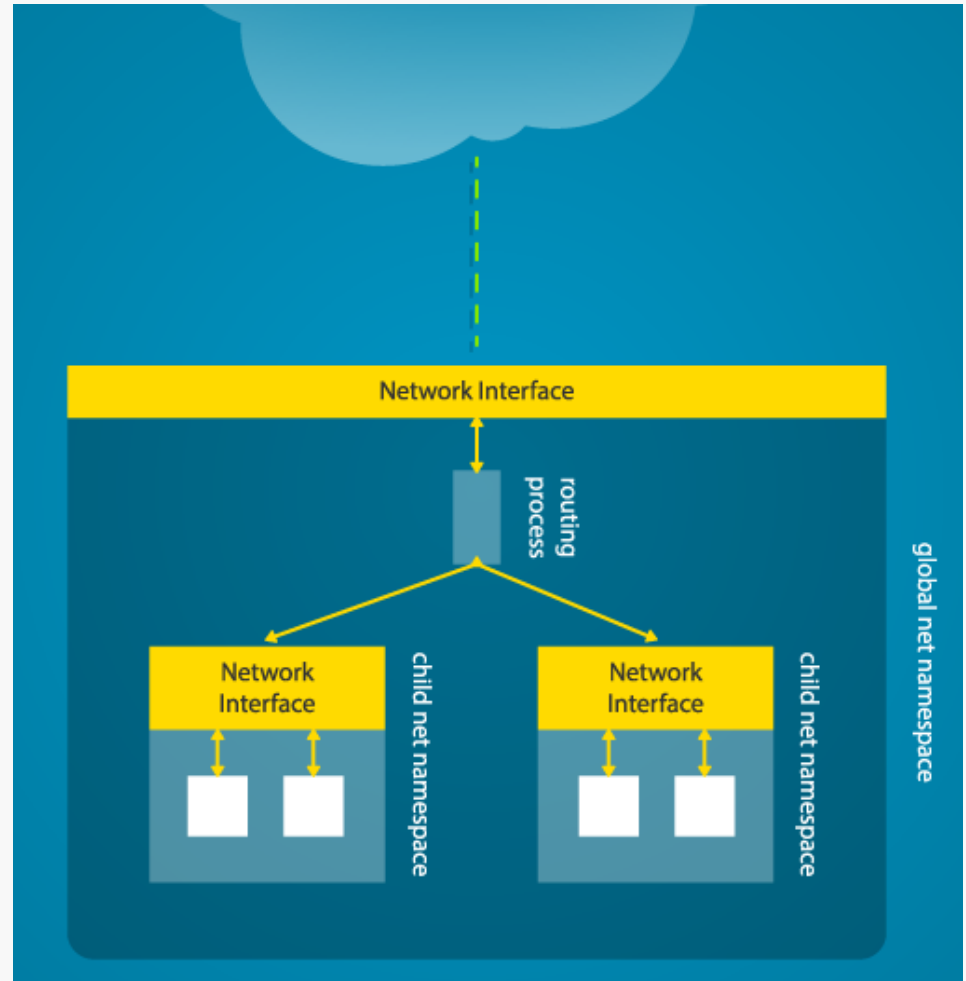 Network Interface
routing
process
global net namespace
Network
Interface
child net namespace
Network
Interface
child net namespace